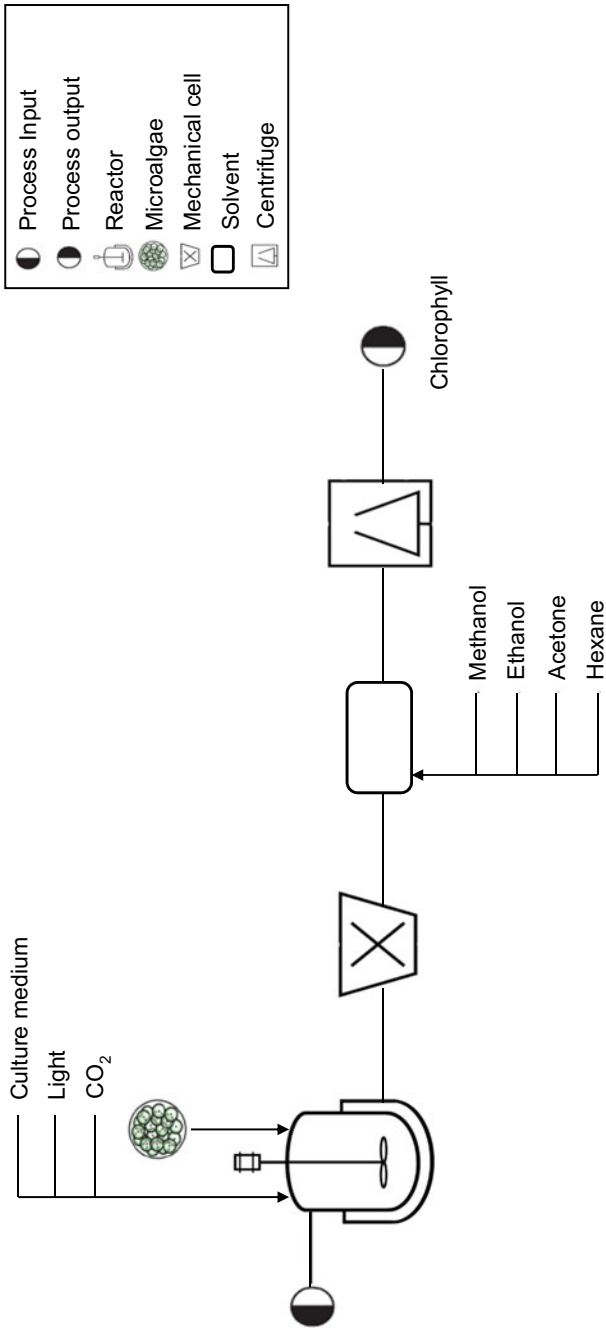 Process Input
Process output
Reactor
Microalgae
Mechanical cell
Solvent
Centrifuge
Culture medium
Light
CO₂
Methanol
Ethanol
Acetone
Hexane
Chlorophyll